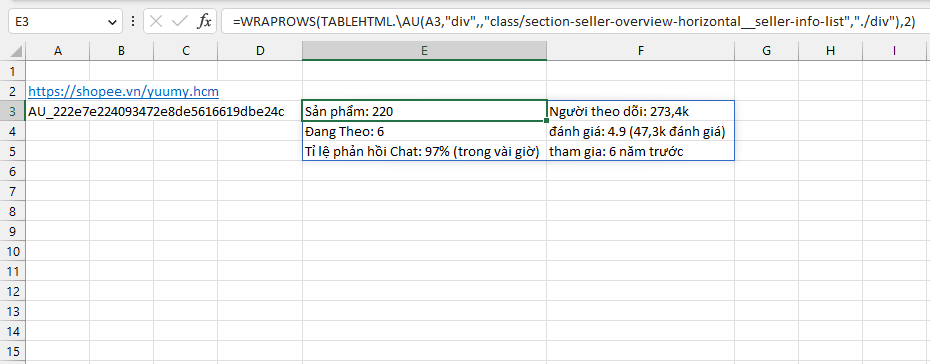 E3 fx =WRAPROWS(TABLEHTML.\AU(A3,"div",,"class/section-seller-overview-horizontal__seller-info-list","./div"),2)
A B C D E F G H I
1
2 https://shopee.vn/yuumy.hcm
3 AU_222e7e224093472e8de5616619dbe24c Sản phẩm: 220 Người theo dõi: 273,4k
4 Đang Theo: 6 đánh giá: 4.9 (47,3k đánh giá)
5 Tỉ lệ phản hồi Chat: 97% (trong vài giờ) tham gia: 6 năm trước
6
7
8
9
10
11
12
13
14
15